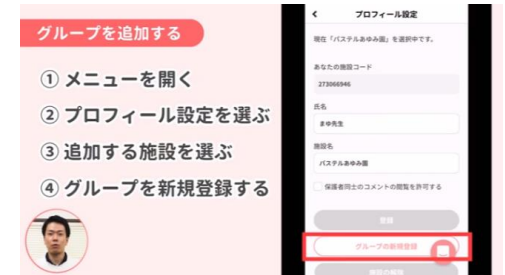 グループを追加する
① メニューを開く
② プロフィール設定を選ぶ
③ 追加する施設を選ぶ
④ グループを新規登録する
プロフィール設定
現在「パステルあゆみ園」を選択中です。
あなたの施設コード
273066946
氏名
まゆ先生
施設名
パステルあゆみ園
保護者同士のコメントの閲覧を許可する
登録
グループの新規登録
施設の解除